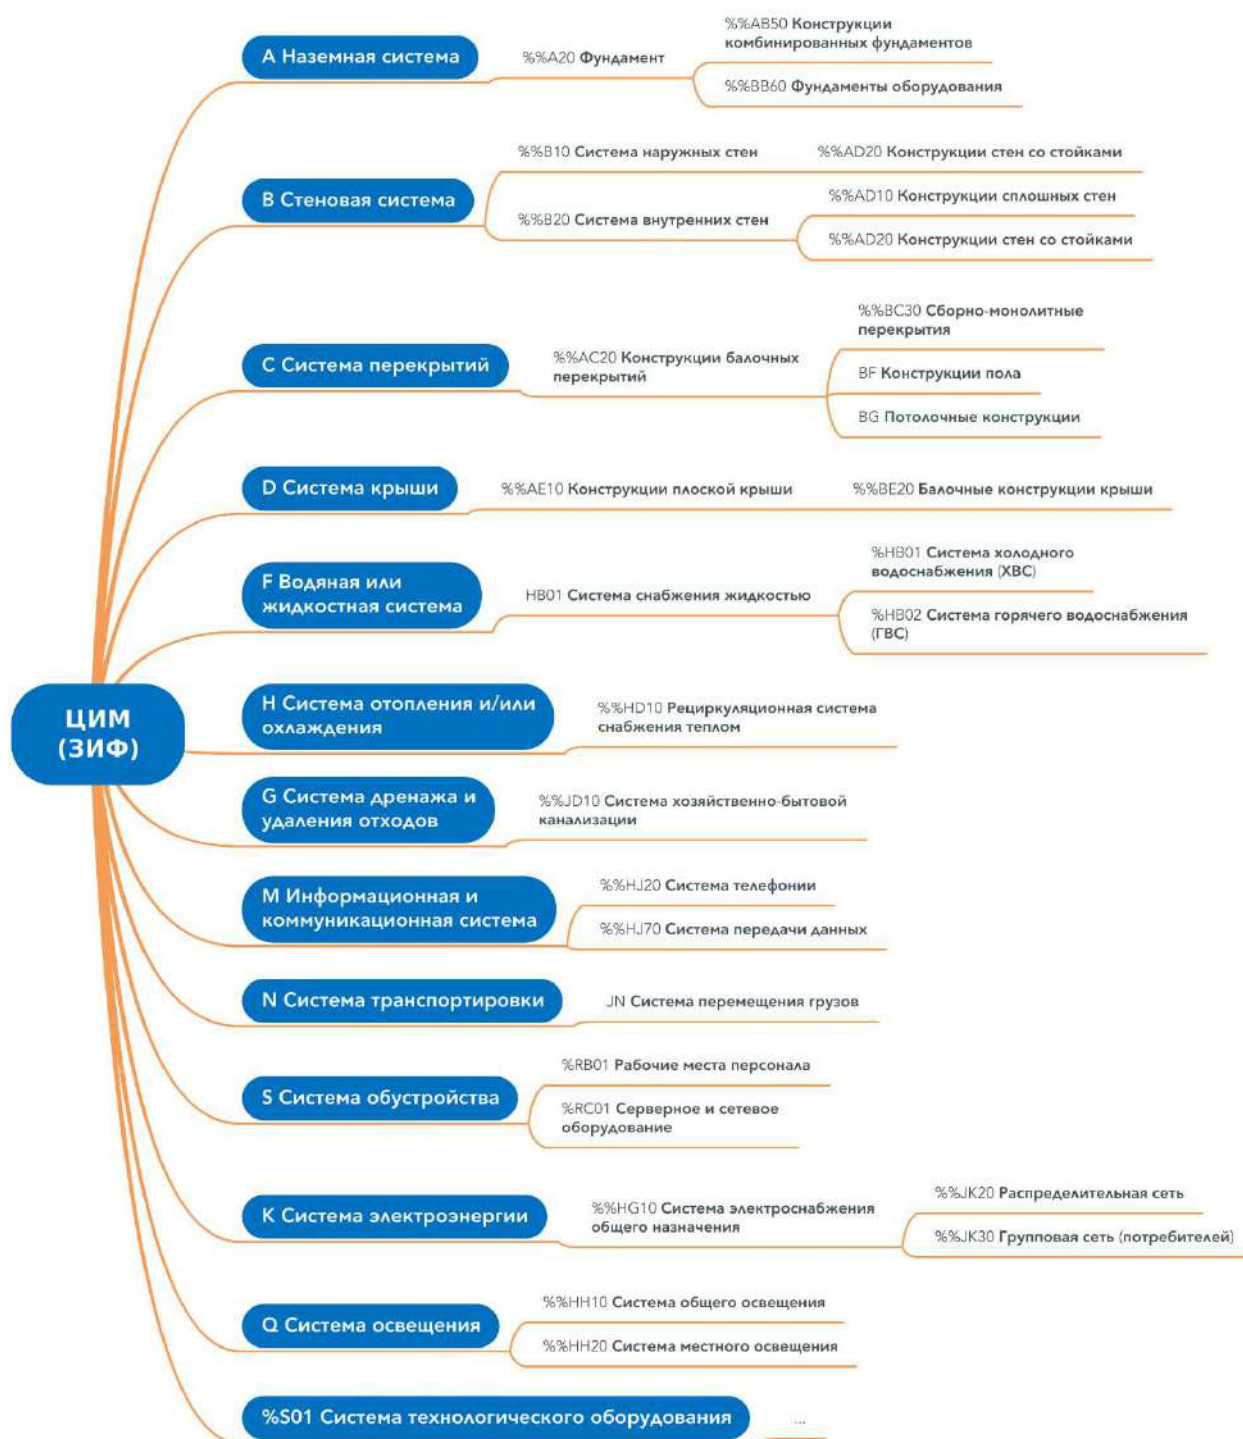 ЦИМ
(ЗИФ)
A Наземная система
%%A20 Фундамент
%%AB50 Конструкции
комбинированных фундаментов
%%BB60 Фундаменты оборудования
B Стеновая система
%%B10 Система наружных стен
%%AD20 Конструкции стен со стойками
%%B20 Система внутренних стен
%%AD10 Конструкции сплошных стен
%%AD20 Конструкции стен со стойками
C Система перекрытий
%%AC20 Конструкции балочных
перекрытий
%%BC30 Сборно-монолитные
перекрытия
BF Конструкции пола
BG Потолочные конструкции
D Система крыши
%%AE10 Конструкции плоской крыши
%%BE20 Балочные конструкции крыши
F Водяная или
жидкостная система
HB01 Система снабжения жидкостью
%HB01 Система холодного
водоснабжения (ХВС)
%HB02 Система горячего водоснабжения
(ГВС)
H Система отопления и/или
охлаждения
%%HD10 Рециркуляционная система
снабжения теплом
G Система дренажа и
удаления отходов
%%JD10 Система хозяйственно-бытовой
канализации
M Информационная и
коммуникационная система
%%HJ20 Система телефонии
%%HJ70 Система передачи данных
N Система транспортировки
JN Система перемещения грузов
S Система обустройства
%RB01 Рабочие места персонала
%RC01 Серверное и сетевое
оборудование
K Система электроэнергии
%%HG10 Система электроснабжения
общего назначения
%%JK20 Распределительная сеть
%%JK30 Групповая сеть (потребителей)
Q Система освещения
%%HH10 Система общего освещения
%%HH20 Система местного освещения
%S01 Система технологического оборудования
...